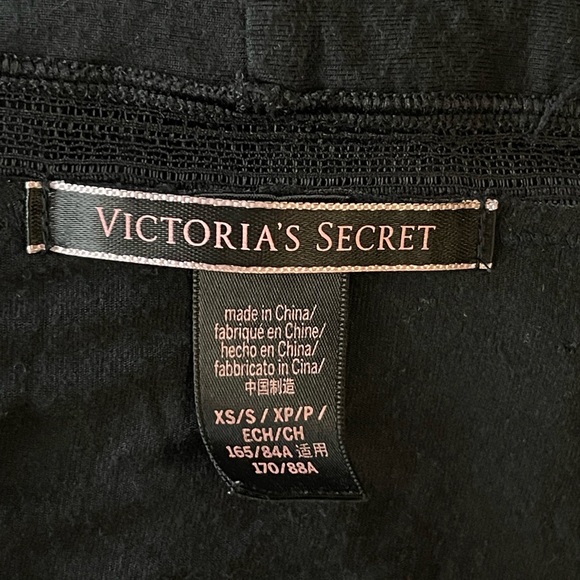 VICTORIA'S SECRET
made in China/
fabriqué en Chine/
hecho en China/
fabbricato in Cina/
中国制造
XS/S / XP/P /
ECH/CH
165/84A 适用
170/88A